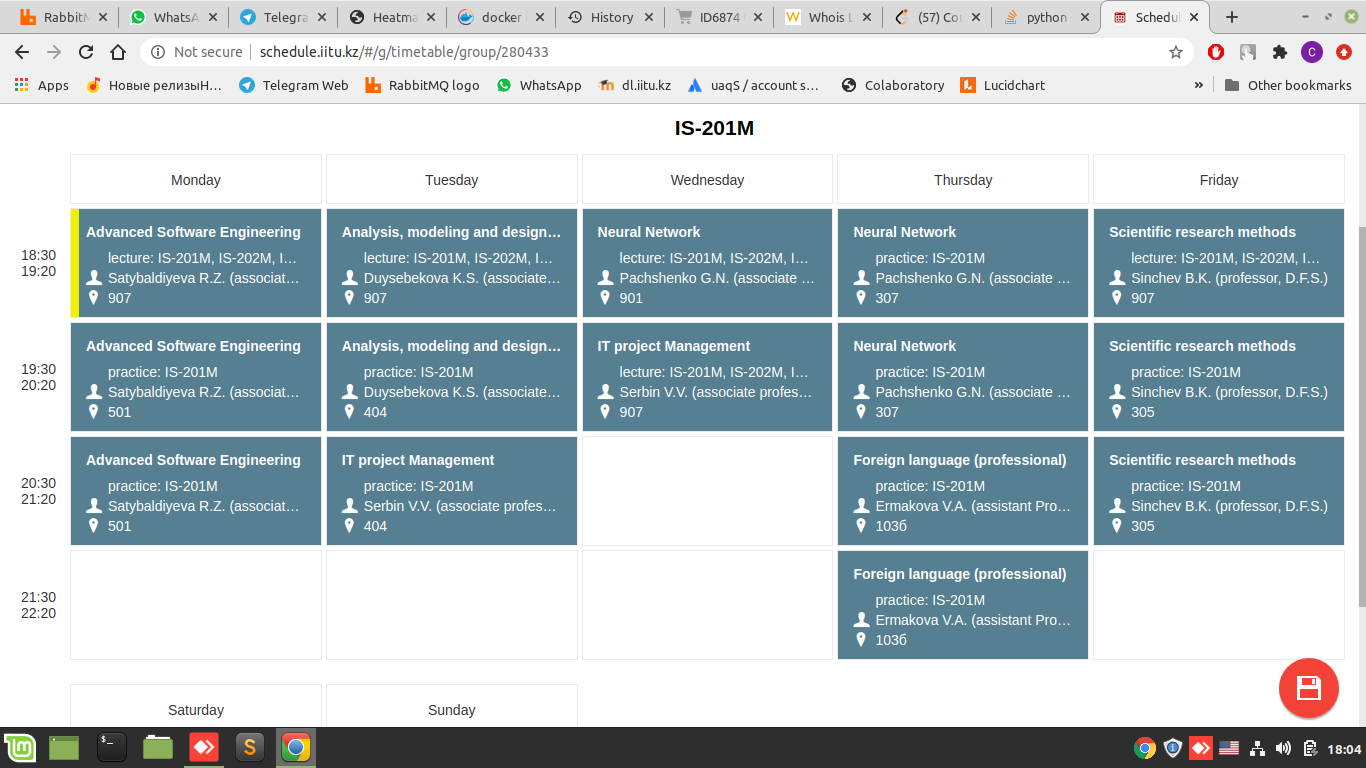 RabbitM
WhatsA
Telegra
Heatma
docker
History
ID6874
Whois L
(57) Cou
python
Schedul
Not secure
schedule.iitu.kz/#/g/timetable/group/280433
C
Apps
Новые релизыН…
Telegram Web
RabbitMQ logo
WhatsApp
dl.iitu.kz
uaqS / account s…
Colaboratory
Lucidchart
»
Other bookmarks
IS-201M
Monday
Tuesday
Wednesday
Thursday
Friday
18:30
19:20
Advanced Software Engineering
lecture: IS-201M, IS-202M, I…
Satybaldiyeva R.Z. (associat…
907
Analysis, modeling and design…
lecture: IS-201M, IS-202M, I…
Duysebekova K.S. (associate…
907
Neural Network
lecture: IS-201M, IS-202M, I…
Pachshenko G.N. (associate …
901
Neural Network
practice: IS-201M
Pachshenko G.N. (associate …
307
Scientific research methods
lecture: IS-201M, IS-202M, I…
Sinchev B.K. (professor, D.F.S.)
907
19:30
20:20
Advanced Software Engineering
practice: IS-201M
Satybaldiyeva R.Z. (associat…
501
Analysis, modeling and design…
practice: IS-201M
Duysebekova K.S. (associate…
404
IT project Management
lecture: IS-201M, IS-202M, I…
Serbin V.V. (associate profes…
907
Neural Network
practice: IS-201M
Pachshenko G.N. (associate …
307
Scientific research methods
practice: IS-201M
Sinchev B.K. (professor, D.F.S.)
305
20:30
21:20
Advanced Software Engineering
practice: IS-201M
Satybaldiyeva R.Z. (associat…
501
IT project Management
practice: IS-201M
Serbin V.V. (associate profes…
404
Foreign language (professional)
practice: IS-201M
Ermakova V.A. (assistant Pro…
103б
Scientific research methods
practice: IS-201M
Sinchev B.K. (professor, D.F.S.)
305
21:30
22:20
Foreign language (professional)
practice: IS-201M
Ermakova V.A. (assistant Pro…
103б
Saturday
Sunday
18:04